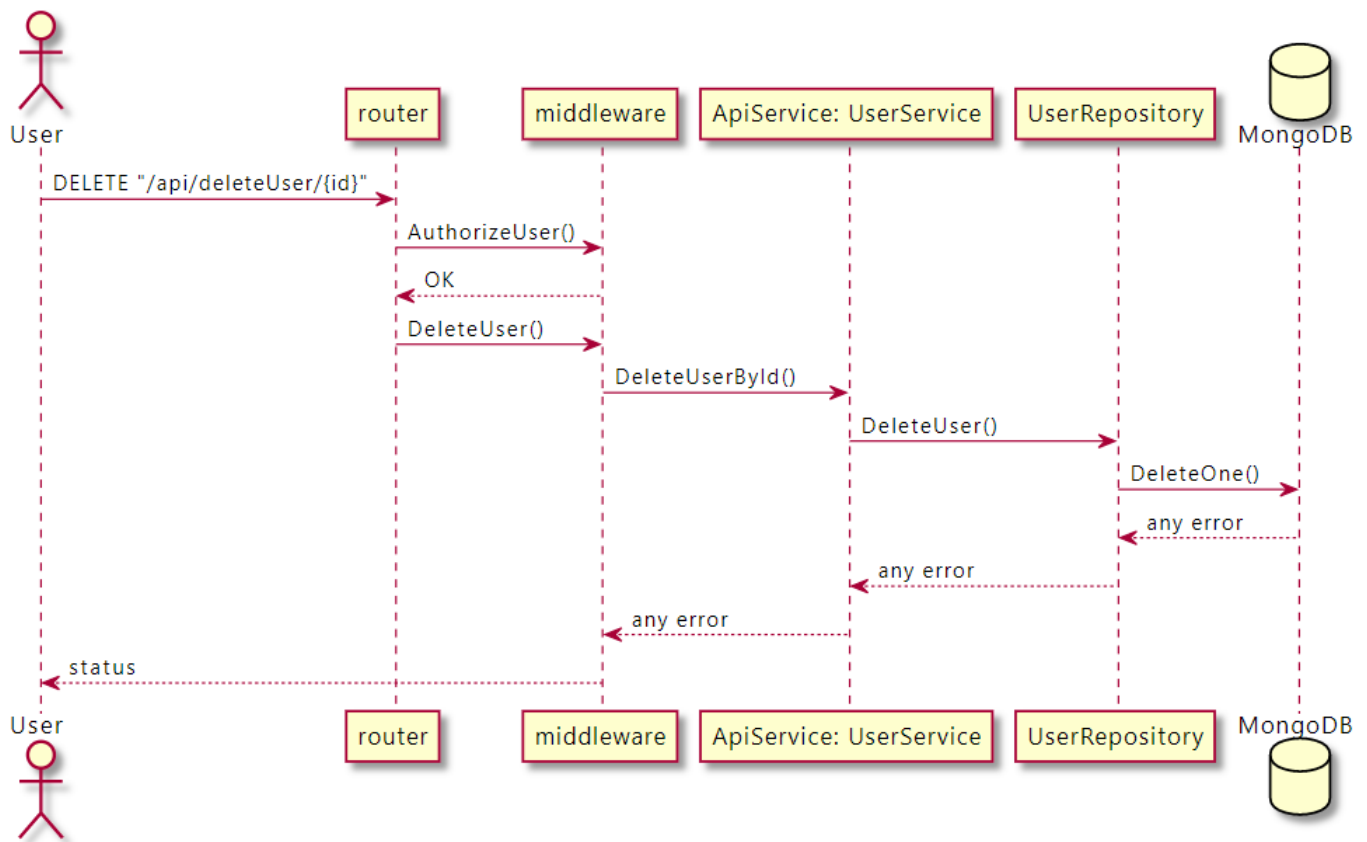 User
router
middleware
ApiService: UserService
UserRepository
MongoDB
DELETE "/api/deleteUser/{id}"
AuthorizeUser()
OK
DeleteUser()
DeleteUserById()
DeleteUser()
DeleteOne()
any error
any error
any error
status
User
router
middleware
ApiService: UserService
UserRepository
MongoDB